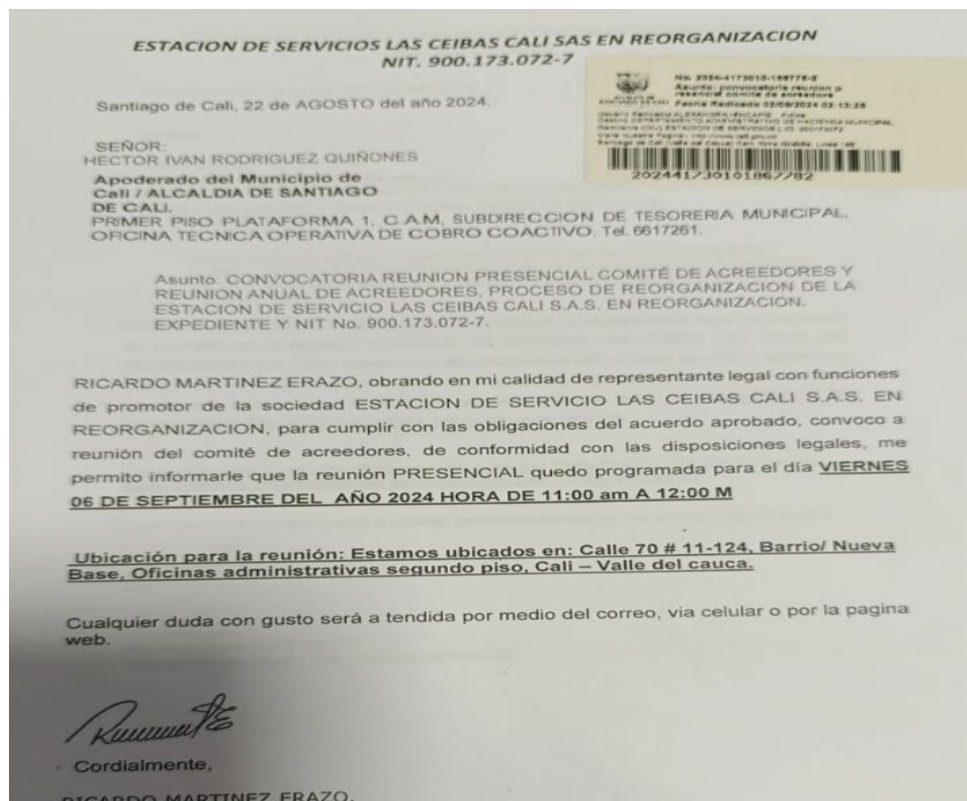 ESTACION DE SERVICIOS LAS CEIBAS CALI SAS EN REORGANIZACION
NIT. 900.173.072-7
Santiago de Cali, 22 de AGOSTO del año 2024.
SEÑOR:
HECTOR IVAN RODRIGUEZ QUIÑONES
Apoderado del Municipio de
Cali / ALCALDIA DE SANTIAGO
DE CALI.
PRIMER PISO PLATAFORMA 1, C.A.M, SUBDIRECCION DE TESORERIA MUNICIPAL,
OFICINA TECNICA OPERATIVA DE COBRO COACTIVO. Tel. 6617261.
Asunto: convocatoria reunion
202441730101867782
Asunto: CONVOCATORIA REUNION PRESENCIAL COMITÉ DE ACREEDORES Y
REUNION ANUAL DE ACREEDORES, PROCESO DE REORGANIZACION DE LA
ESTACION DE SERVICIO LAS CEIBAS CALI S.A.S. EN REORGANIZACION.
EXPEDIENTE Y NIT No. 900.173.072-7.
RICARDO MARTINEZ ERAZO, obrando en mi calidad de representante legal con funciones
de promotor de la sociedad ESTACION DE SERVICIO LAS CEIBAS CALI S.A.S. EN
REORGANIZACION, para cumplir con las obligaciones del acuerdo aprobado, convoco a
reunión del comité de acreedores, de conformidad con las disposiciones legales, me
permito informarle que la reunión PRESENCIAL quedo programada para el día VIERNES
06 DE SEPTIEMBRE DEL AÑO 2024 HORA DE 11:00 am A 12:00 M
Ubicación para la reunión: Estamos ubicados en: Calle 70 # 11-124, Barrio/ Nueva
Base, Oficinas administrativas segundo piso, Cali – Valle del cauca.
Cualquier duda con gusto será a tendida por medio del correo, via celular o por la pagina
web.
Cordialmente,
RICARDO MARTINEZ ERAZO.